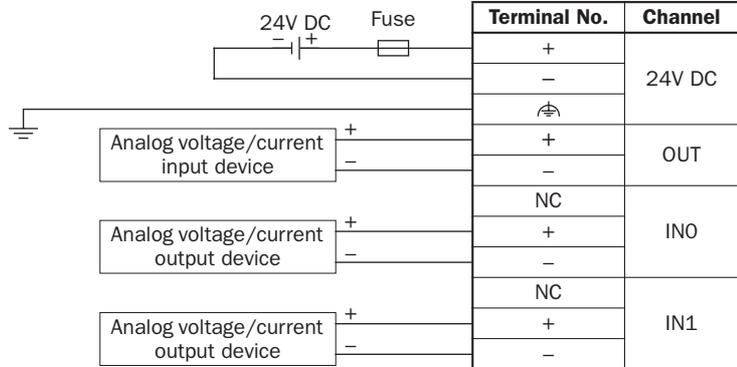 24V DC
Fuse
– +
Terminal No. Channel
+
–
24V DC
Analog voltage/current
input device
+
–
+
–
OUT
NC
Analog voltage/current
output device
+
–
+
–
IN0
NC
Analog voltage/current
output device
+
–
+
–
IN1